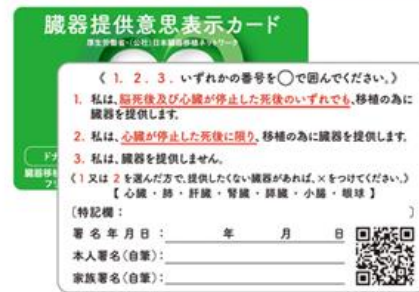 臓器提供意思表示カード
厚生労働省・(公社)日本臓器移植ネットワーク
《 1. 2. 3. いずれかの番号を○で囲んでください。》
1. 私は、脳死後及び心臓が停止した死後のいずれでも、移植の為に
臓器を提供します。
2. 私は、心臓が停止した死後に限り、移植の為に臓器を提供します。
3. 私は、臓器を提供しません。
《1 又は 2 を選んだ方で、提供したくない臓器があれば、×をつけてください。》
【 心臓 ・ 肺 ・ 肝臓 ・ 腎臓 ・ 膵臓 ・ 小腸 ・ 眼球 】
〔特記欄：
署 名 年 月 日 ： 年 月 日
本人署名(自筆)：
家族署名(自筆)：
ドナ
臓器移植
フリ